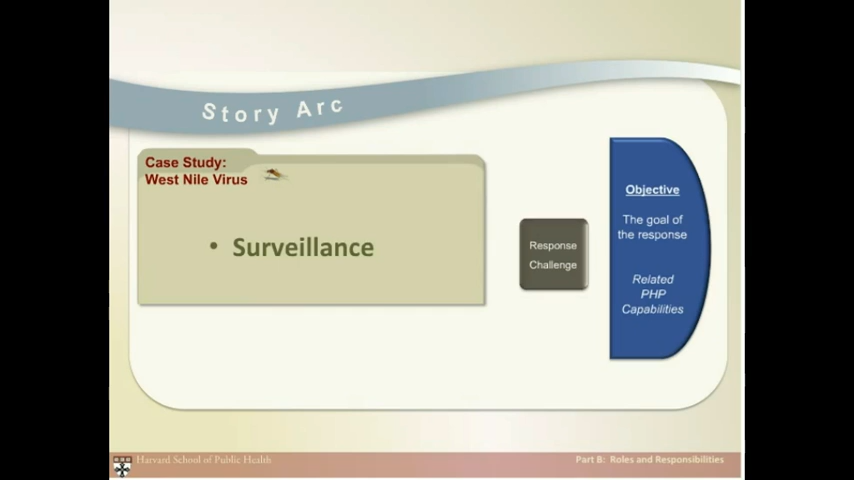 Story Arc
Case Study:
West Nile Virus
• Surveillance
Response
Challenge
Objective
The goal of
the response
Related
PHP
Capabilities
Harvard School of Public Health
Part B: Roles and Responsibilities